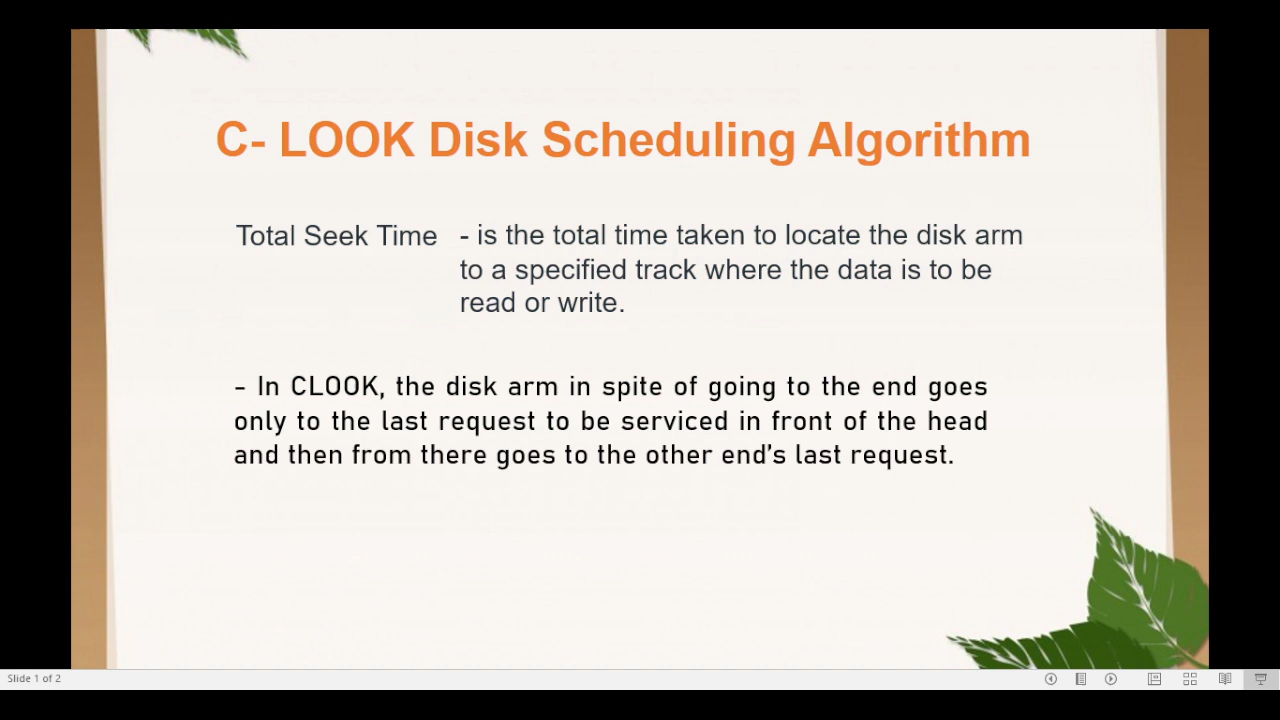 C- LOOK Disk Scheduling Algorithm
Total Seek Time - is the total time taken to locate the disk arm
to a specified track where the data is to be
read or write.
- In CLOOK, the disk arm in spite of going to the end goes
only to the last request to be serviced in front of the head
and then from there goes to the other end's last request.
Slide 1 of 2